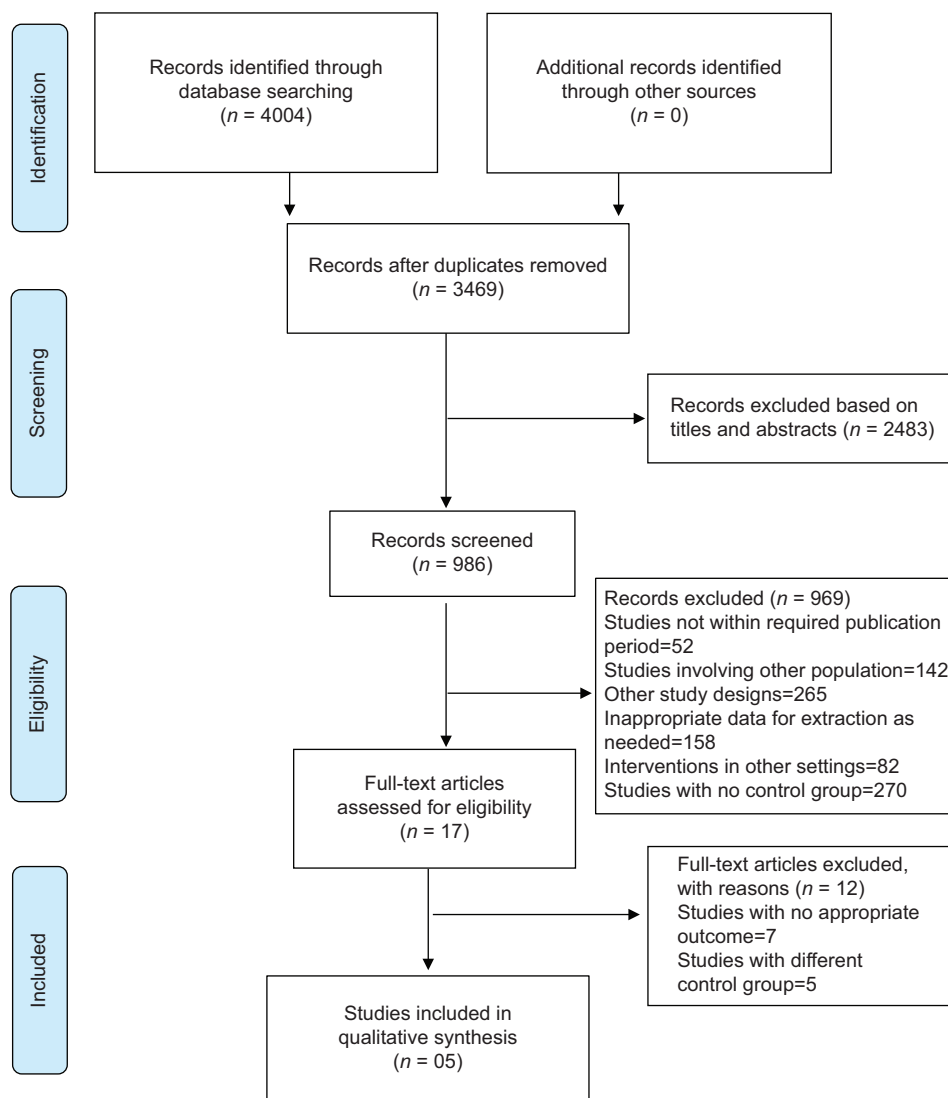 Identification
Records identified through
database searching
(n = 4004)
Additional records identified
through other sources
(n = 0)
Records after duplicates removed
(n = 3469)
Screening
Records excluded based on
titles and abstracts (n = 2483)
Records screened
(n = 986)
Eligibility
Records excluded (n = 969)
Studies not within required publication
period=52
Studies involving other population=142
Other study designs=265
Inappropriate data for extraction as
needed=158
Interventions in other settings=82
Studies with no control group=270
Full-text articles
assessed for eligibility
(n = 17)
Included
Full-text articles excluded,
with reasons (n = 12)
Studies with no appropriate
outcome=7
Studies with different
control group=5
Studies included in
qualitative synthesis
(n = 05)